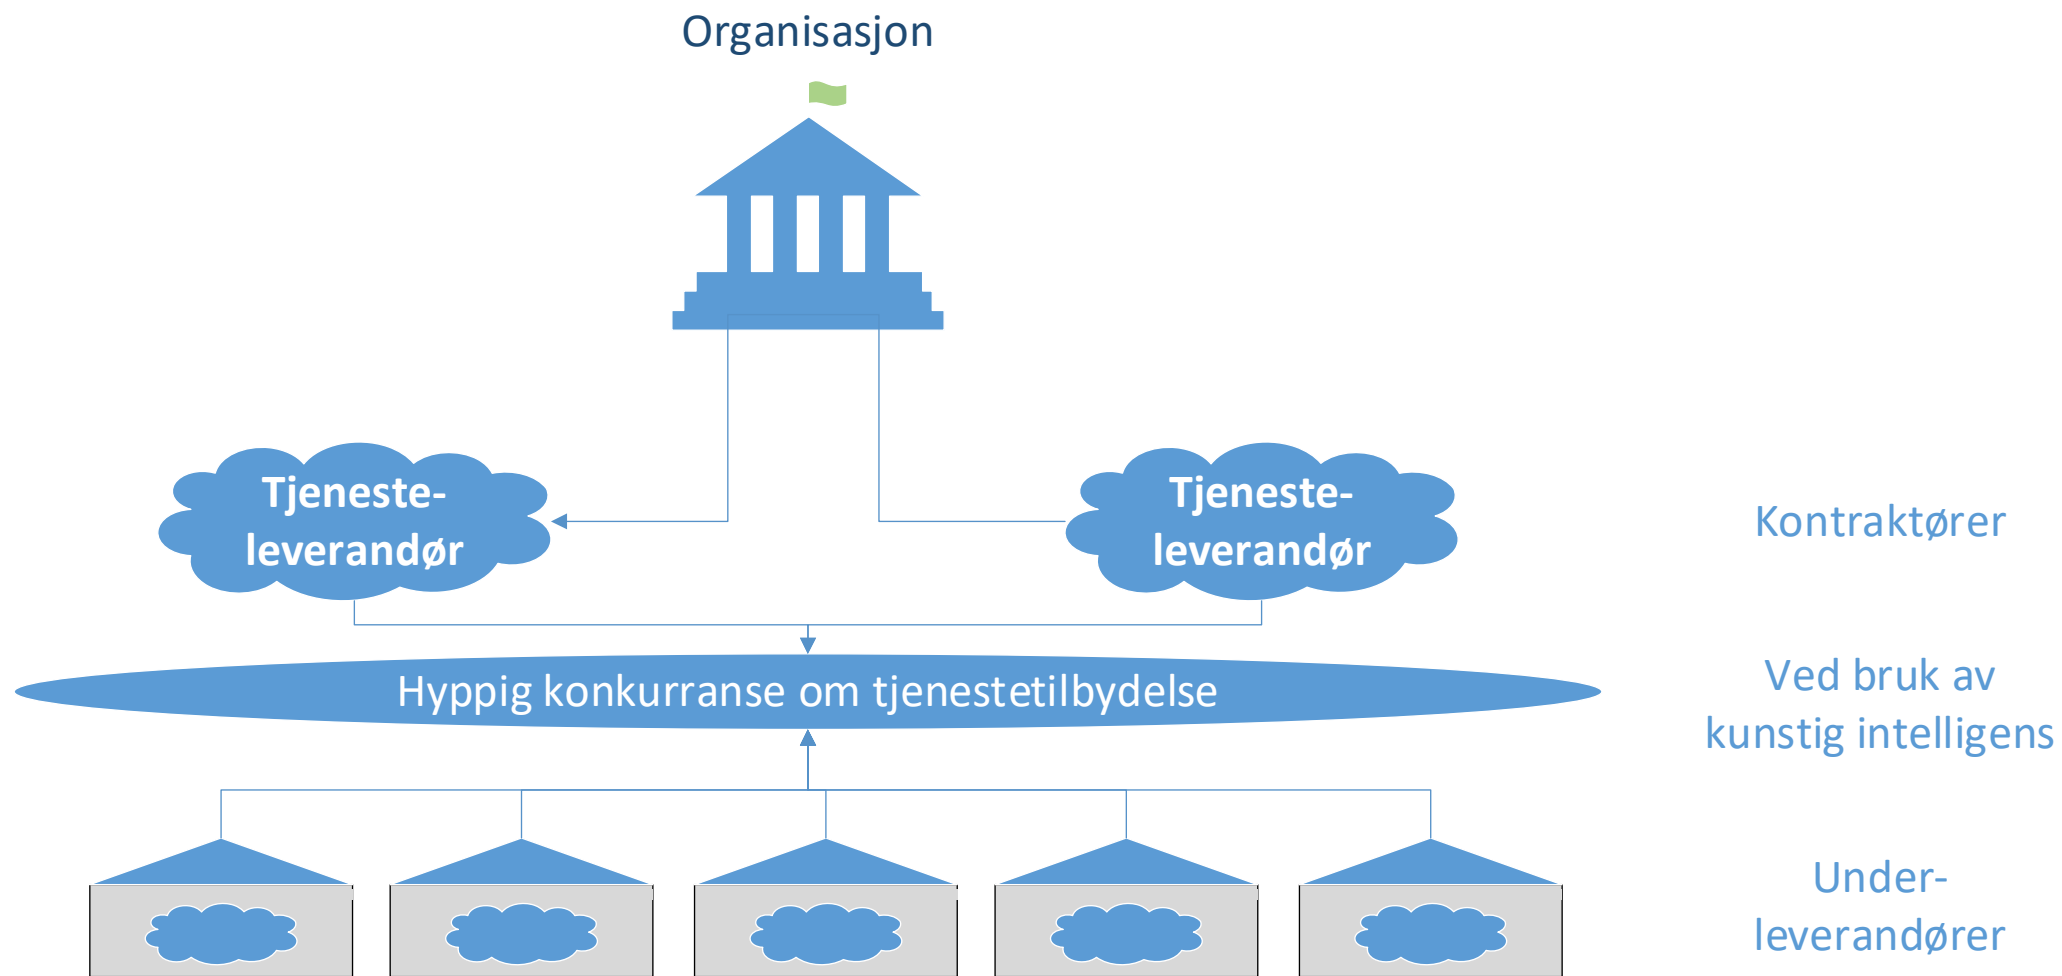 Organisasjon
Tjeneste-
leverandør
Tjeneste-
leverandør
Kontraktører
Hyppig konkurranse om tjenestetilbydelse
Ved bruk av
kunstig intelligens
Under-
leverandører